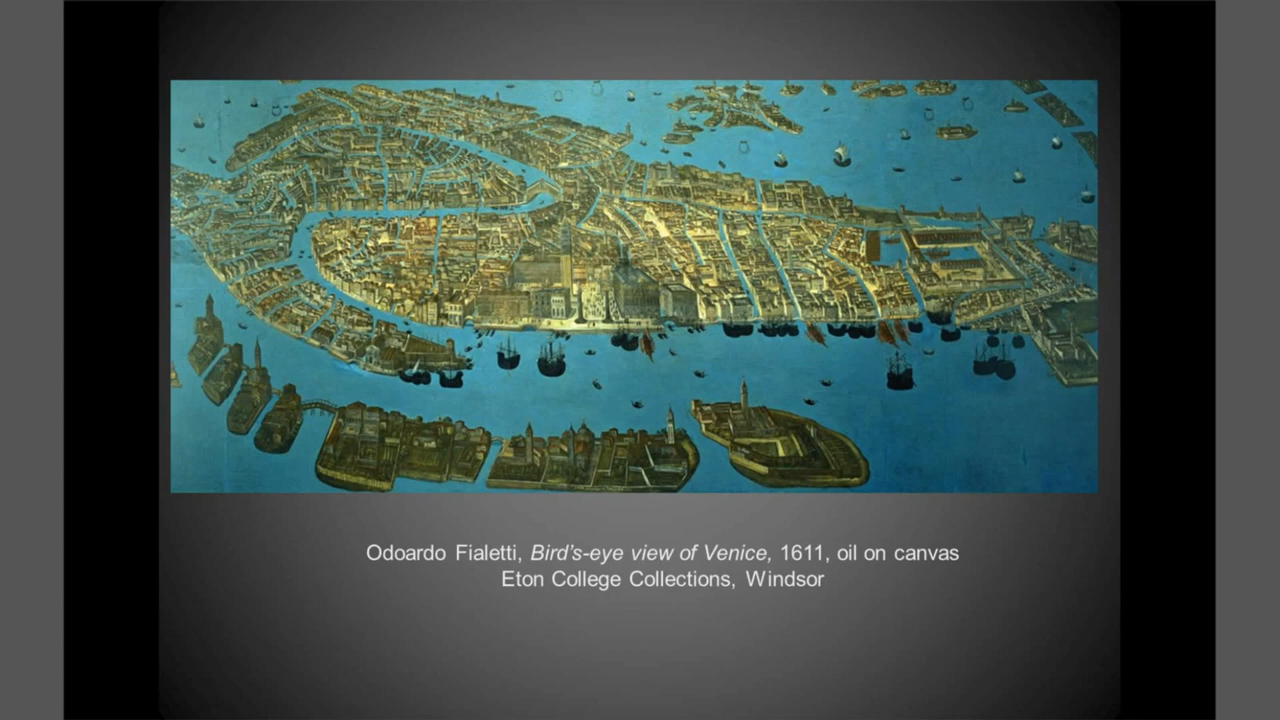 Odoardo Fialetti, Bird’s-eye view of Venice, 1611, oil on canvas
Eton College Collections, Windsor